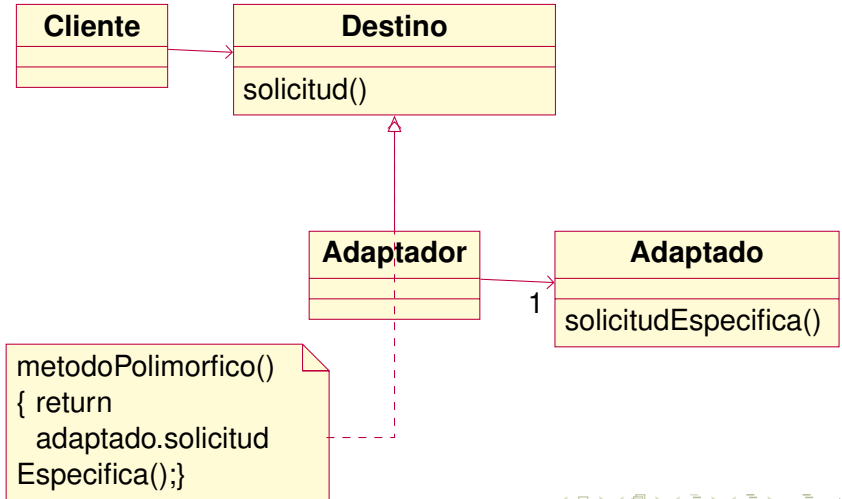 Cliente
Destino
solicitud()
Adaptador
Adaptado
1
solicitudEspecifica()
metodoPolimorfico()
{ return
adaptado.solicitud
Especifica();}